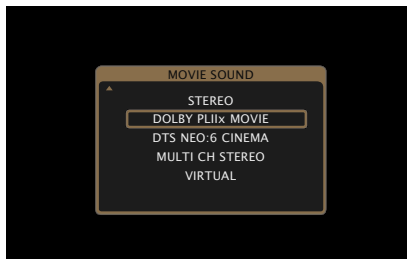 MOVIE SOUND
STEREO
DOLBY PLIIx MOVIE
DTS NEO:6 CINEMA
MULTI CH STEREO
VIRTUAL